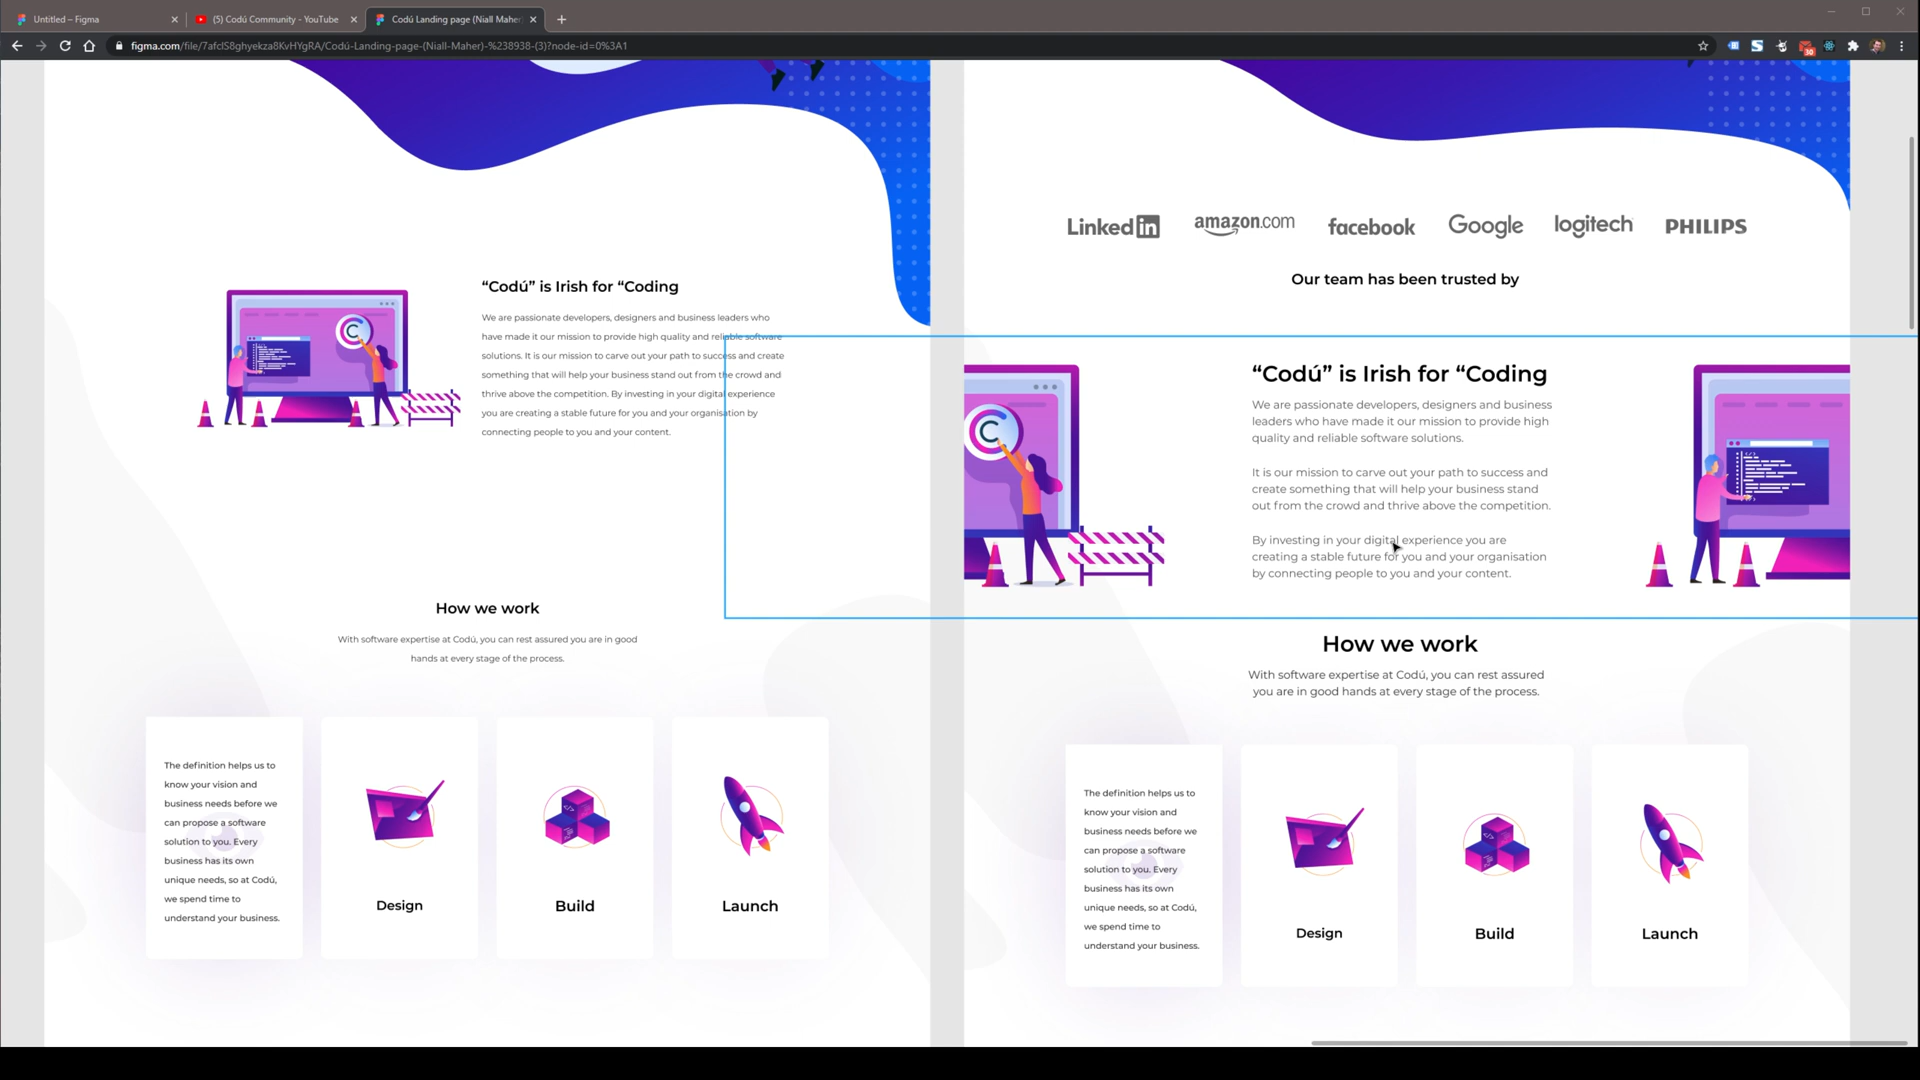 Untitled – Figma
(5) Codú Community - YouTube
Codú Landing page (Niall Maher
figma.com/file/7afclS8ghyekza8KvHYgRA/Codú-Landing-page-(Niall-Maher)-%238938-(3)?node-id=0%3A1
30
“Codú” is Irish for “Coding
We are passionate developers, designers and business leaders who
have made it our mission to provide high quality and reliable software
solutions. It is our mission to carve out your path to success and create
something that will help your business stand out from the crowd and
thrive above the competition. By investing in your digital experience
you are creating a stable future for you and your organisation by
connecting people to you and your content.
How we work
With software expertise at Codú, you can rest assured you are in good
hands at every stage of the process.
The definition helps us to
know your vision and
business needs before we
can propose a software
solution to you. Every
business has its own
unique needs, so at Codú,
we spend time to
understand your business.
Design
Build
Launch
Linked in
amazon.com
facebook
Google
logitech
PHILIPS
Our team has been trusted by
“Codú” is Irish for “Coding
We are passionate developers, designers and business
leaders who have made it our mission to provide high
quality and reliable software solutions.
It is our mission to carve out your path to success and
create something that will help your business stand
out from the crowd and thrive above the competition.
By investing in your digital experience you are
creating a stable future for you and your organisation
by connecting people to you and your content.
How we work
With software expertise at Codú, you can rest assured
you are in good hands at every stage of the process.
The definition helps us to
know your vision and
business needs before we
can propose a software
solution to you. Every
business has its own
unique needs, so at Codú,
we spend time to
understand your business.
Design
Build
Launch